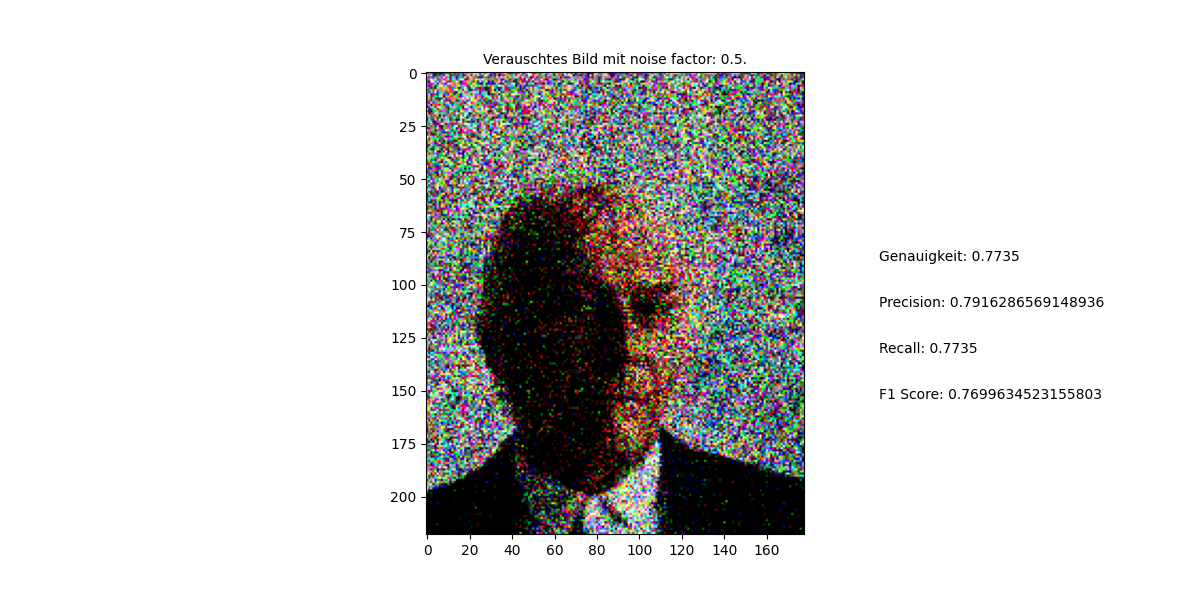 Verauschtes Bild mit noise factor: 0.5.
0
25
50
75
100
125
150
175
200
0 20 40 60 80 100 120 140 160
Genauigkeit: 0.7735
Precision: 0.7916286569148936
Recall: 0.7735
F1 Score: 0.7699634523155803